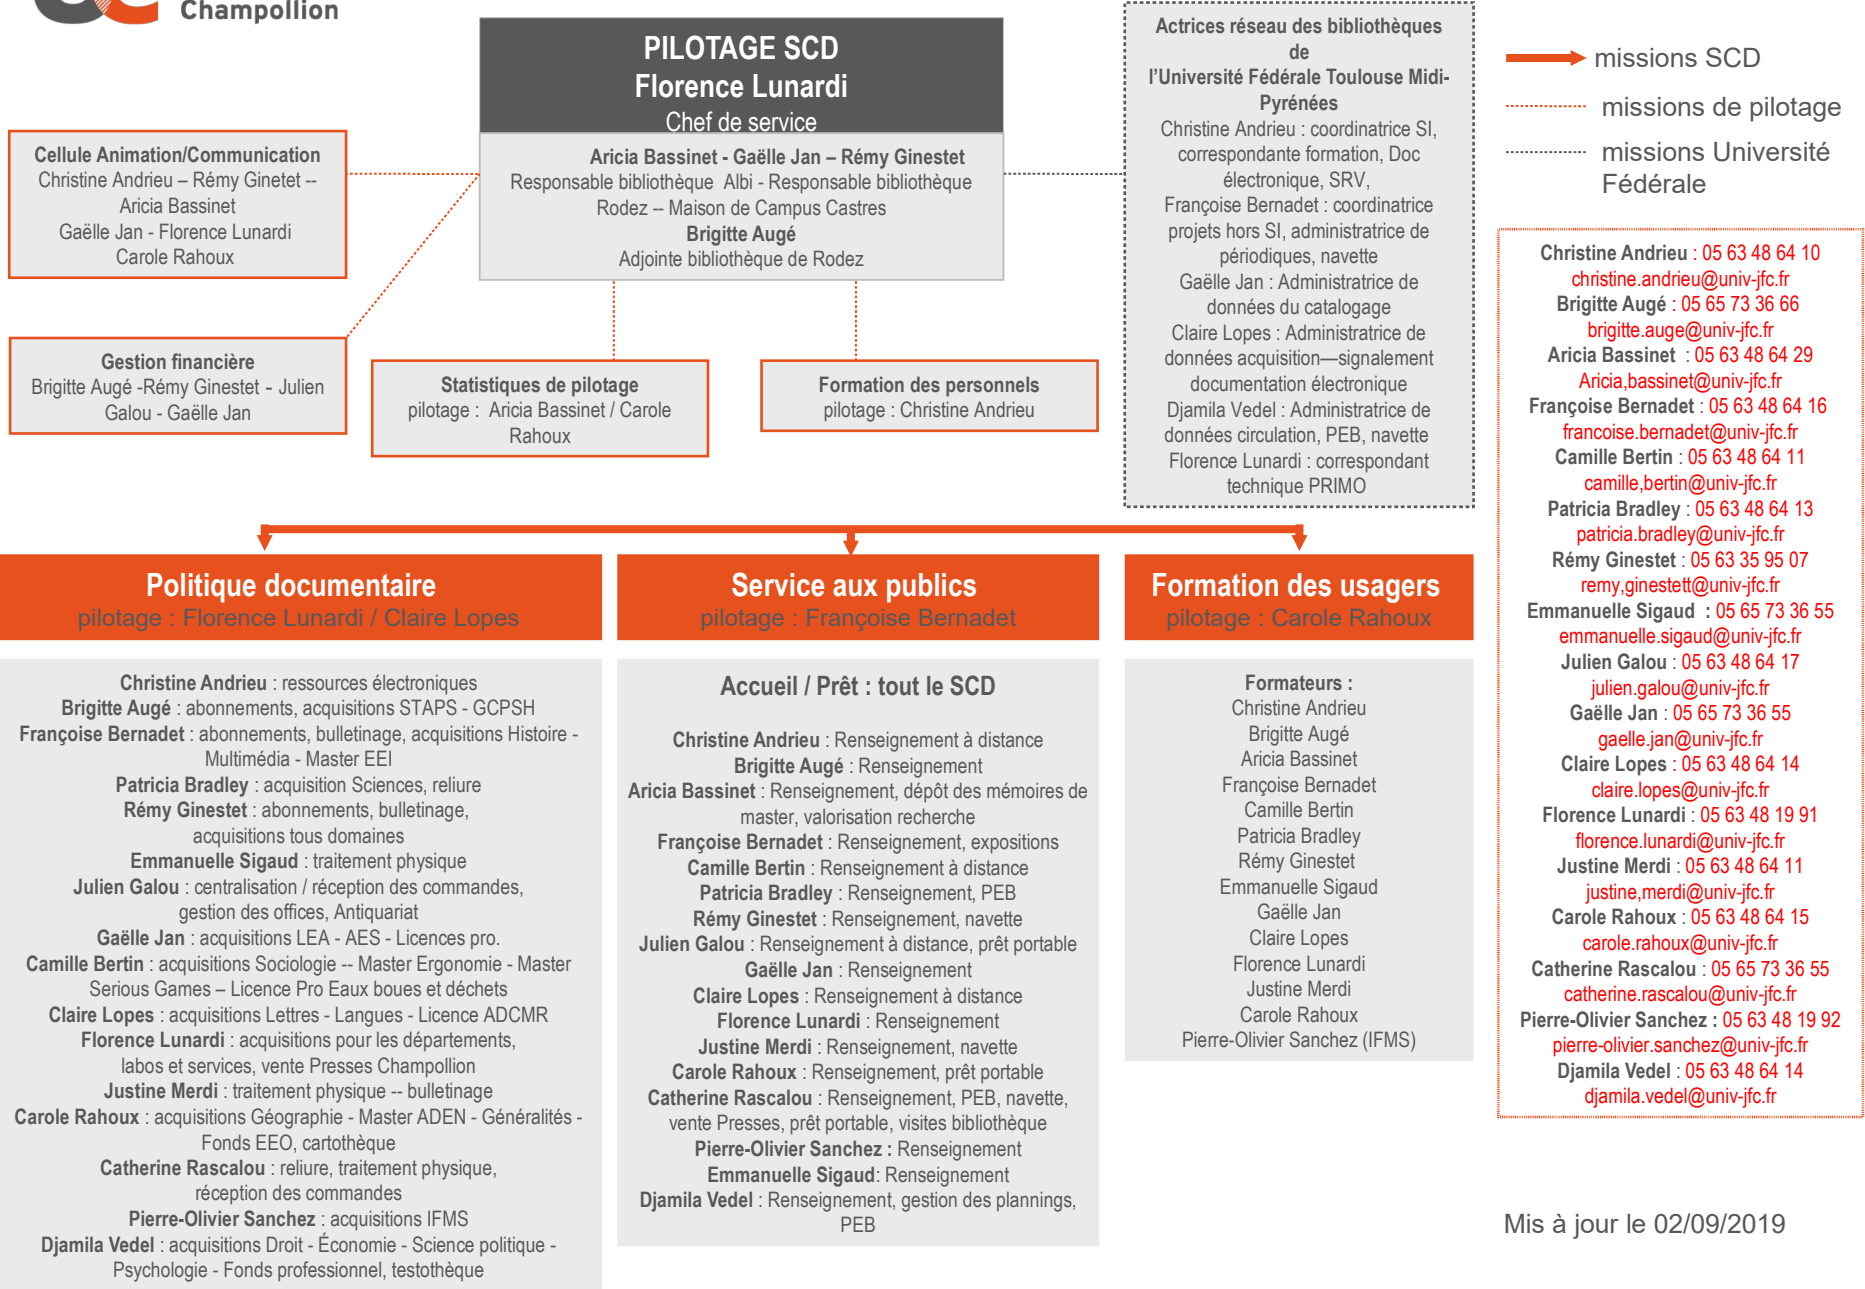 Champollion
PILOTAGE SCD
Florence Lunardi
Chef de service
Aricia Bassinet - Gaëlle Jan – Rémy Ginestet
Responsable bibliothèque  Albi - Responsable bibliothèque
Rodez -- Maison de Campus Castres
Brigitte Augé
Adjointe bibliothèque de Rodez
Cellule Animation/Communication
Christine Andrieu – Rémy Ginetet --
Aricia Bassinet
Gaëlle Jan - Florence Lunardi
Carole Rahoux
Gestion financière
Brigitte Augé -Rémy Ginestet - Julien
Galou - Gaëlle Jan
Statistiques de pilotage
pilotage :  Aricia Bassinet / Carole
Rahoux
Formation des personnels
pilotage : Christine Andrieu
Actrices réseau des bibliothèques
de
l'Université Fédérale Toulouse Midi-
Pyrénées
Christine Andrieu : coordinatrice SI,
correspondante formation, Doc
électronique, SRV,
Françoise Bernadet : coordinatrice
projets hors SI, administratrice de
périodiques, navette
Gaëlle Jan : Administratrice de
données du catalogage
Claire Lopes : Administratrice de
données acquisition—signalement
documentation électronique
Djamila Vedel : Administratrice de
données circulation, PEB, navette
Florence Lunardi : correspondant
technique PRIMO
missions SCD
missions de pilotage
missions Université
Fédérale
Politique documentaire
pilotage : Florence Lunardi / Claire Lopes
Christine Andrieu : ressources électroniques
Brigitte Augé : abonnements, acquisitions STAPS - GCPSH
Françoise Bernadet : abonnements, bulletinage, acquisitions Histoire -
Multimédia - Master EEI
Patricia Bradley : acquisition Sciences, reliure
Rémy Ginestet : abonnements, bulletinage,
acquisitions tous domaines
Emmanuelle Sigaud : traitement physique
Julien Galou : centralisation / réception des commandes,
gestion des offices, Antiquariat
Gaëlle Jan : acquisitions LEA - AES - Licences pro.
Camille Bertin : acquisitions Sociologie -- Master Ergonomie - Master
Serious Games – Licence Pro Eaux boues et déchets
Claire Lopes : acquisitions Lettres - Langues - Licence ADCMR
Florence Lunardi : acquisitions pour les départements,
labos et services, vente Presses Champollion
Justine Merdi : traitement physique -- bulletinage
Carole Rahoux : acquisitions Géographie - Master ADEN - Généralités -
Fonds EEO, cartothèque
Catherine Rascalou : reliure, traitement physique,
réception des commandes
Pierre-Olivier Sanchez : acquisitions IFMS
Djamila Vedel : acquisitions Droit - Économie - Science politique -
Psychologie - Fonds professionnel, testothèque
Service aux publics
pilotage : Françoise Bernadet
Accueil / Prêt : tout le SCD
Christine Andrieu : Renseignement à distance
Brigitte Augé : Renseignement
Aricia Bassinet : Renseignement, dépôt des mémoires de
master, valorisation recherche
Françoise Bernadet : Renseignement, expositions
Camille Bertin : Renseignement à distance
Patricia Bradley : Renseignement, PEB
Rémy Ginestet : Renseignement, navette
Julien Galou : Renseignement à distance, prêt portable
Gaëlle Jan : Renseignement
Claire Lopes : Renseignement à distance
Florence Lunardi : Renseignement
Justine Merdi : Renseignement, navette
Carole Rahoux : Renseignement, prêt portable
Catherine Rascalou : Renseignement, PEB, navette,
vente Presses, prêt portable, visites bibliothèque
Pierre-Olivier Sanchez : Renseignement
Emmanuelle Sigaud: Renseignement
Djamila Vedel : Renseignement, gestion des plannings,
PEB
Formation des usagers
pilotage : Carole Rahoux
Formateurs :
Christine Andrieu
Brigitte Augé
Aricia Bassinet
Françoise Bernadet
Camille Bertin
Patricia Bradley
Rémy Ginestet
Emmanuelle Sigaud
Gaëlle Jan
Claire Lopes
Florence Lunardi
Justine Merdi
Carole Rahoux
Pierre-Olivier Sanchez (IFMS)
Christine Andrieu : 05 63 48 64 10
christine.andrieu@univ-jfc.fr
Brigitte Augé : 05 65 73 36 66
brigitte.auge@univ-jfc.fr
Aricia Bassinet  : 05 63 48 64 29
Aricia,bassinet@univ-jfc.fr
Françoise Bernadet : 05 63 48 64 16
francoise.bernadet@univ-jfc.fr
Camille Bertin : 05 63 48 64 11
camille,bertin@univ-jfc.fr
Patricia Bradley : 05 63 48 64 13
patricia.bradley@univ-jfc.fr
Rémy Ginestet : 05 63 35 95 07
remy,ginestett@univ-jfc.fr
Emmanuelle Sigaud  : 05 65 73 36 55
emmanuelle.sigaud@univ-jfc.fr
Julien Galou : 05 63 48 64 17
julien.galou@univ-jfc.fr
Gaëlle Jan : 05 65 73 36 55
gaelle.jan@univ-jfc.fr
Claire Lopes : 05 63 48 64 14
claire.lopes@univ-jfc.fr
Florence Lunardi : 05 63 48 19 91
florence.lunardi@univ-jfc.fr
Justine Merdi : 05 63 48 64 11
justine,merdi@univ-jfc.fr
Carole Rahoux : 05 63 48 64 15
carole.rahoux@univ-jfc.fr
Catherine Rascalou : 05 65 73 36 55
catherine.rascalou@univ-jfc.fr
Pierre-Olivier Sanchez : 05 63 48 19 92
pierre-olivier.sanchez@univ-jfc.fr
Djamila Vedel : 05 63 48 64 14
djamila.vedel@univ-jfc.fr
Mis à jour le 02/09/2019